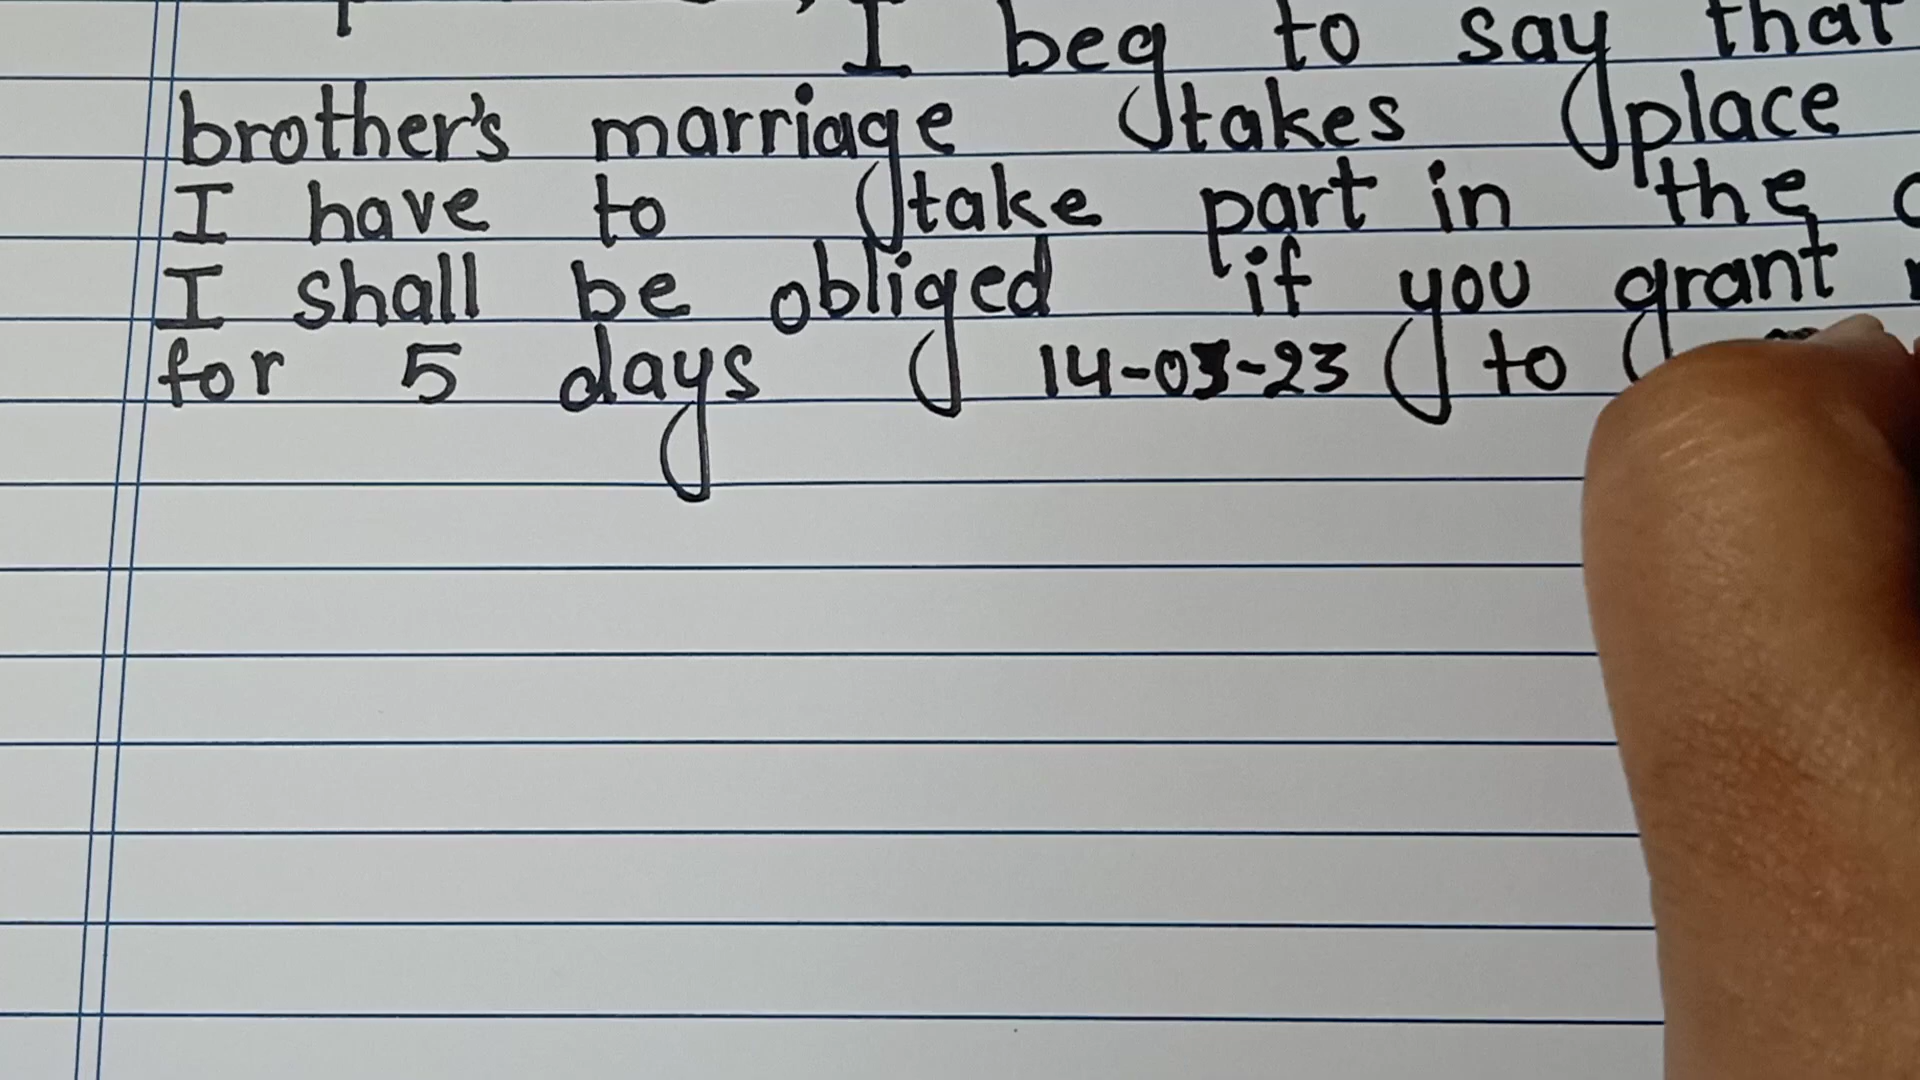 I beg to say that
brother's marriage takes place
I have to take part in the
I shall be obliged if you grant
for 5 days 14-03-23 to